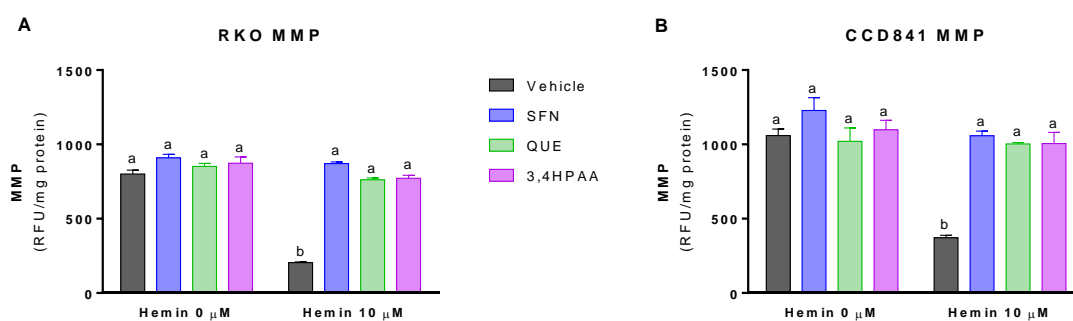 A
RKO MMP
MMP
(RFU/mg protein)
1500
1000
500
0
a a a a
b a a a
Hemin 0 μM Hemin 10 μM
Vehicle
SFN
QUE
3,4HPAA
B
CCD841 MMP
MMP
(RFU/mg protein)
1500
1000
500
0
a a a a
b a a a
Hemin 0 μM Hemin 10 μM